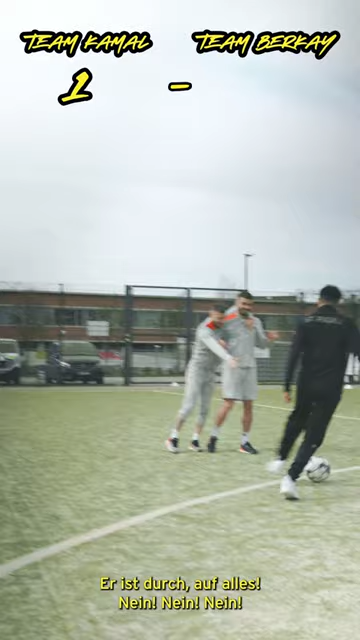 TEAM KAMAL TEAM BERKAY
1 -
Er ist durch, auf alles!
Nein! Nein! Nein!